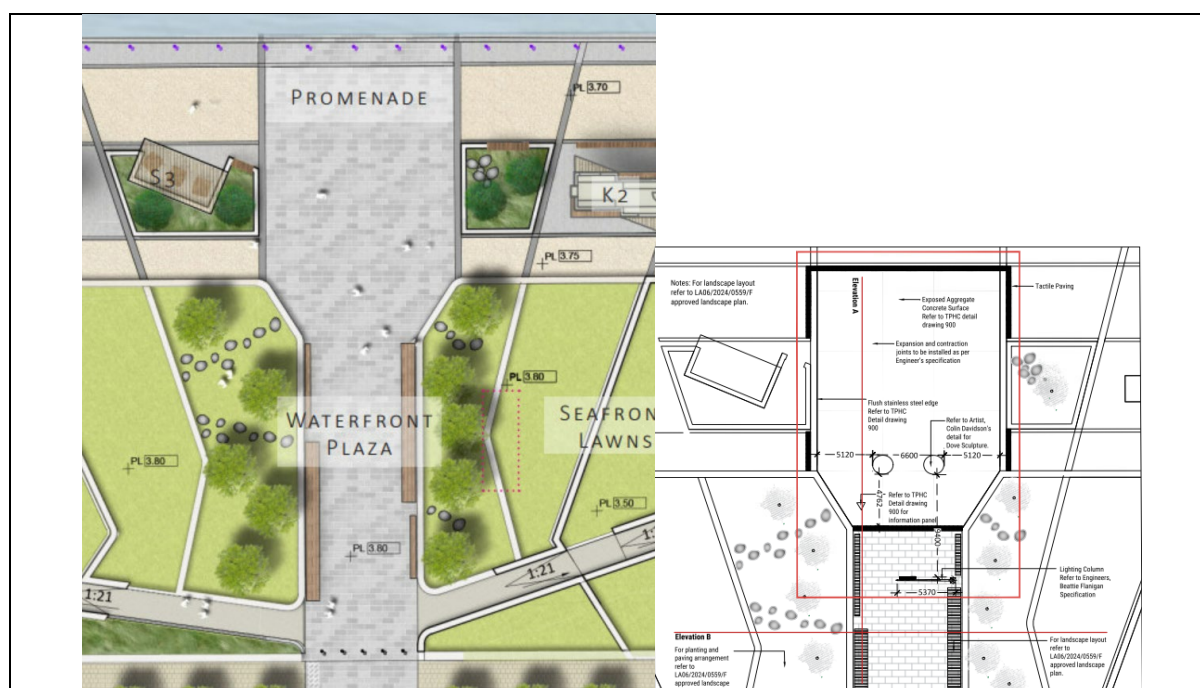 PROMENADE
PL 3.70
S3
K2
PL 3.75
PL 3.80
WATERFRONT
PLAZA
SEAFRON
LAWNS
PL 3.80
PL 3.50
PL 3.80
1:21
1:21
Notes: For landscape layout
refer to LA06/2024/0559/F
approved landscape plan.
Elevation A
Exposed Aggregate
Concrete Surface
Refer to TPHC detail
drawing 900
Tactile Paving
Expansion and contraction
joints to be installed as per
Engineer's specification
Flush stainless steel edge
Refer to TPHC
Detail drawing
900
Refer to Artist,
Colin Davidson's
detail for
Dove Sculpture.
5120
6600
5120
4762
Refer to TPHC
Detail drawing
900 for
information panel
Lighting Column
Refer to Engineers,
Beattie Flanigan
Specification
5370
Elevation B
For planting and
paving arrangement
refer to
LA06/2024/0559/F
approved landscape
For landscape layout
refer to
LA06/2024/0559/F
approved landscape
plan.